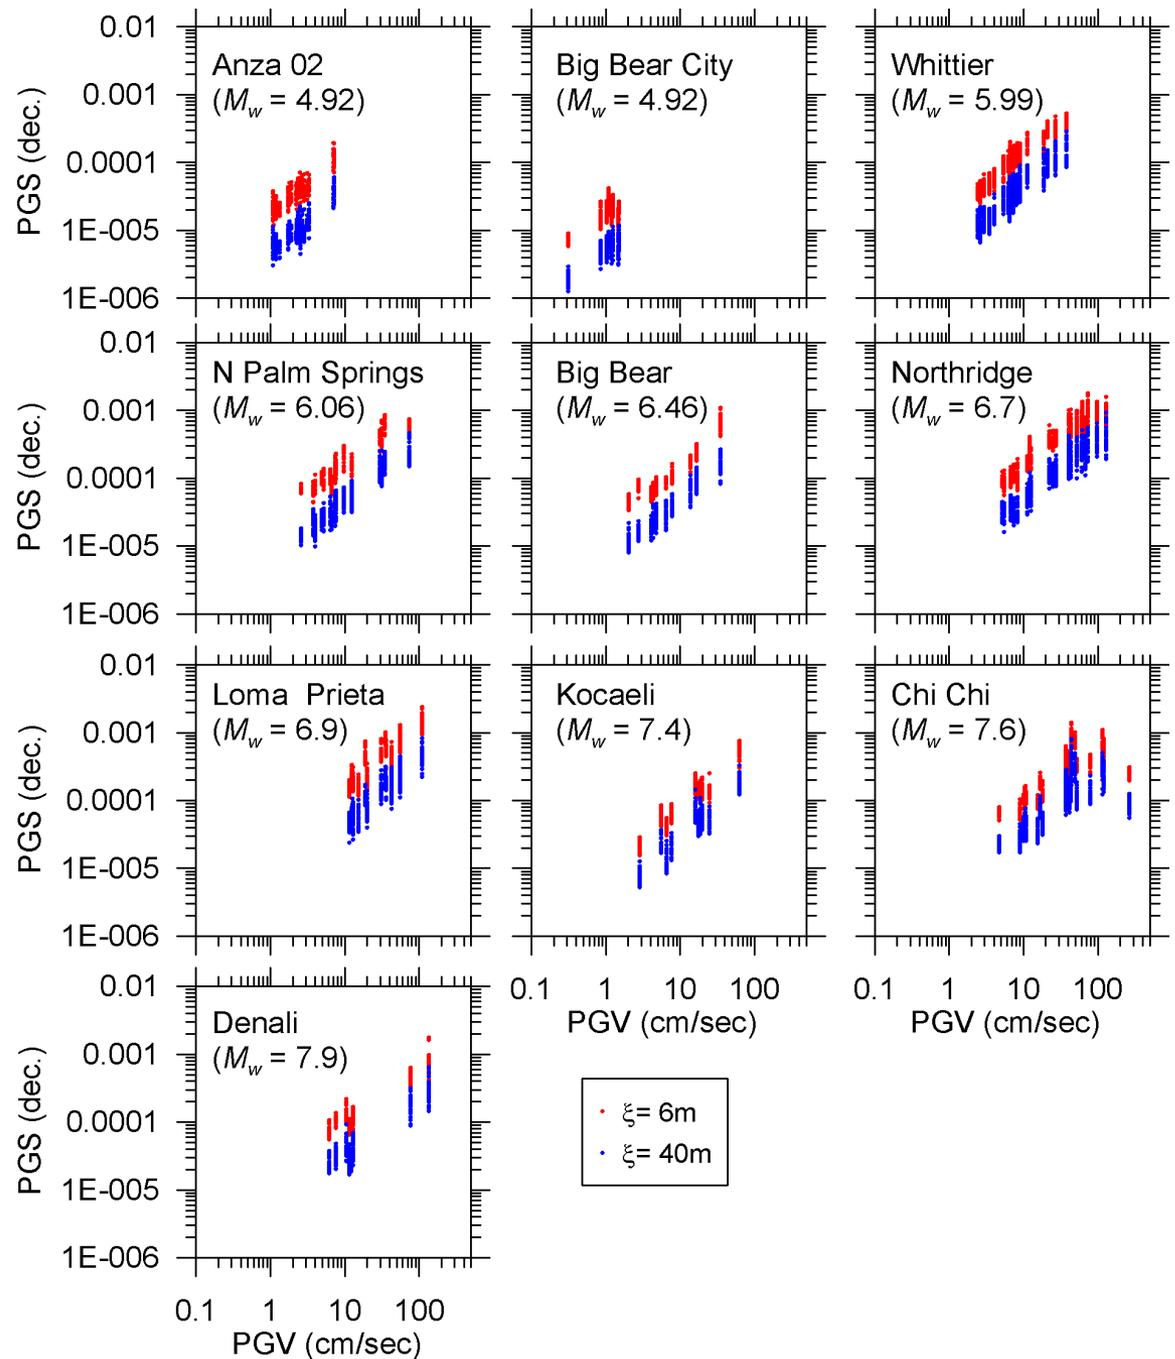 0.01
0.001
0.0001
1E-005
1E-006
PGS (dec.)
Anza 02
(Mw = 4.92)
Big Bear City
(Mw = 4.92)
Whittier
(Mw = 5.99)
0.01
0.001
0.0001
1E-005
1E-006
PGS (dec.)
N Palm Springs
(Mw = 6.06)
Big Bear
(Mw = 6.46)
Northridge
(Mw = 6.7)
0.01
0.001
0.0001
1E-005
1E-006
PGS (dec.)
Loma Prieta
(Mw = 6.9)
Kocaeli
(Mw = 7.4)
0.1 1 10 100
PGV (cm/sec)
Chi Chi
(Mw = 7.6)
0.1 1 10 100
PGV (cm/sec)
0.01
0.001
0.0001
1E-005
1E-006
PGS (dec.)
Denali
(Mw = 7.9)
0.1 1 10 100
PGV (cm/sec)
ξ= 6m
ξ= 40m